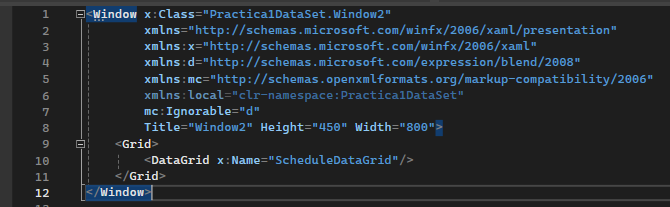 1 <Window x:Class="Practica1DataSet.Window2"
2 xmlns="http://schemas.microsoft.com/winfx/2006/xaml/presentation"
3 xmlns:x="http://schemas.microsoft.com/winfx/2006/xaml"
4 xmlns:d="http://schemas.microsoft.com/expression/blend/2008"
5 xmlns:mc="http://schemas.openxmlformats.org/markup-compatibility/2006"
6 xmlns:local="clr-namespace:Practica1DataSet"
7 mc:Ignorable="d"
8 Title="Window2" Height="450" Width="800">
9 <Grid>
10 <DataGrid x:Name="ScheduleDataGrid"/>
11 </Grid>
12 </Window>